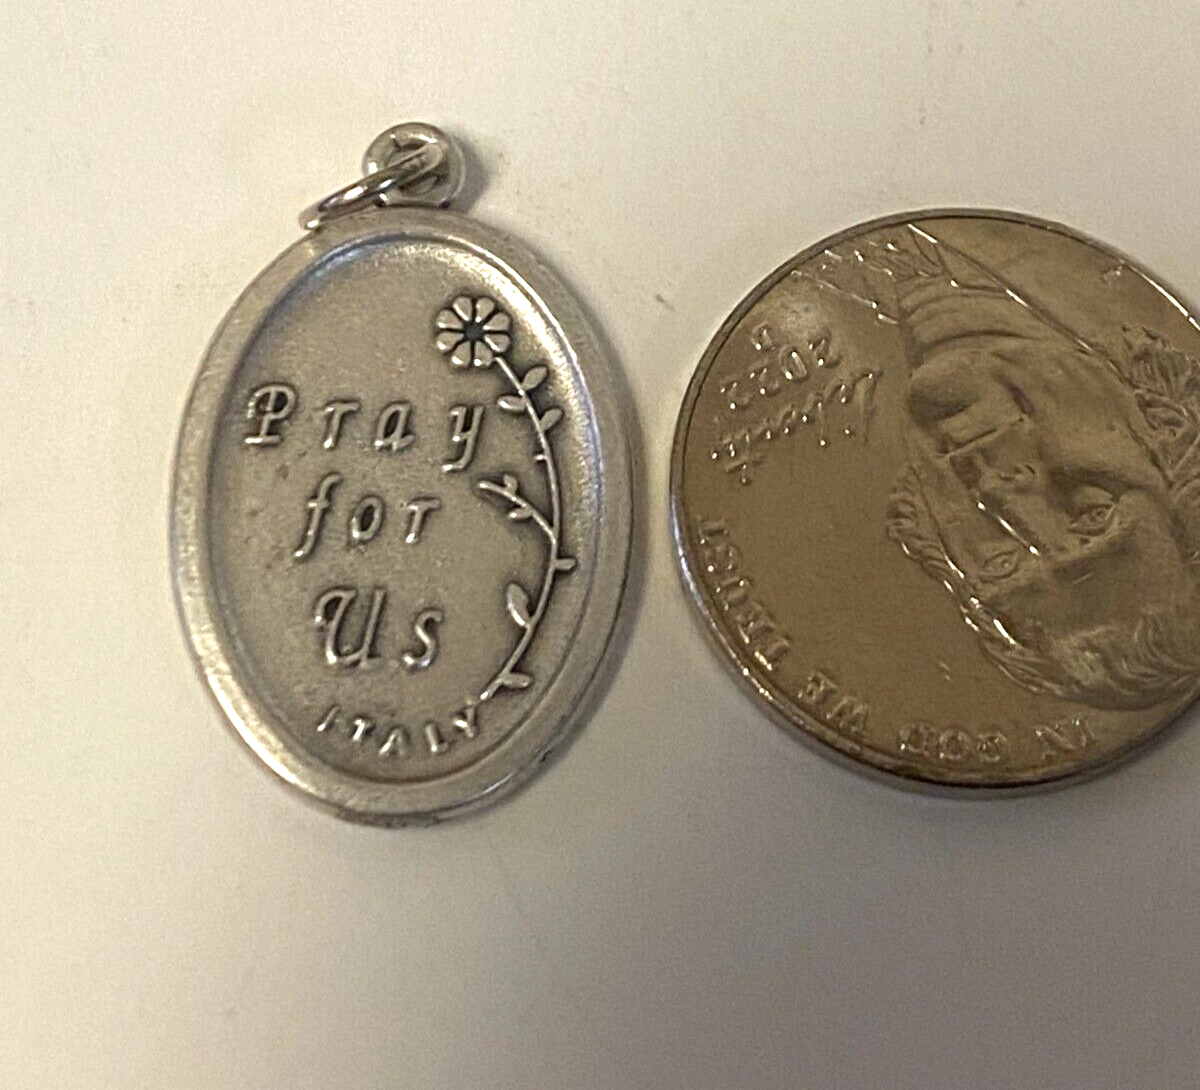 Pray
for
Us
ITALY
IN GOD WE TRUST
Liberty
2022